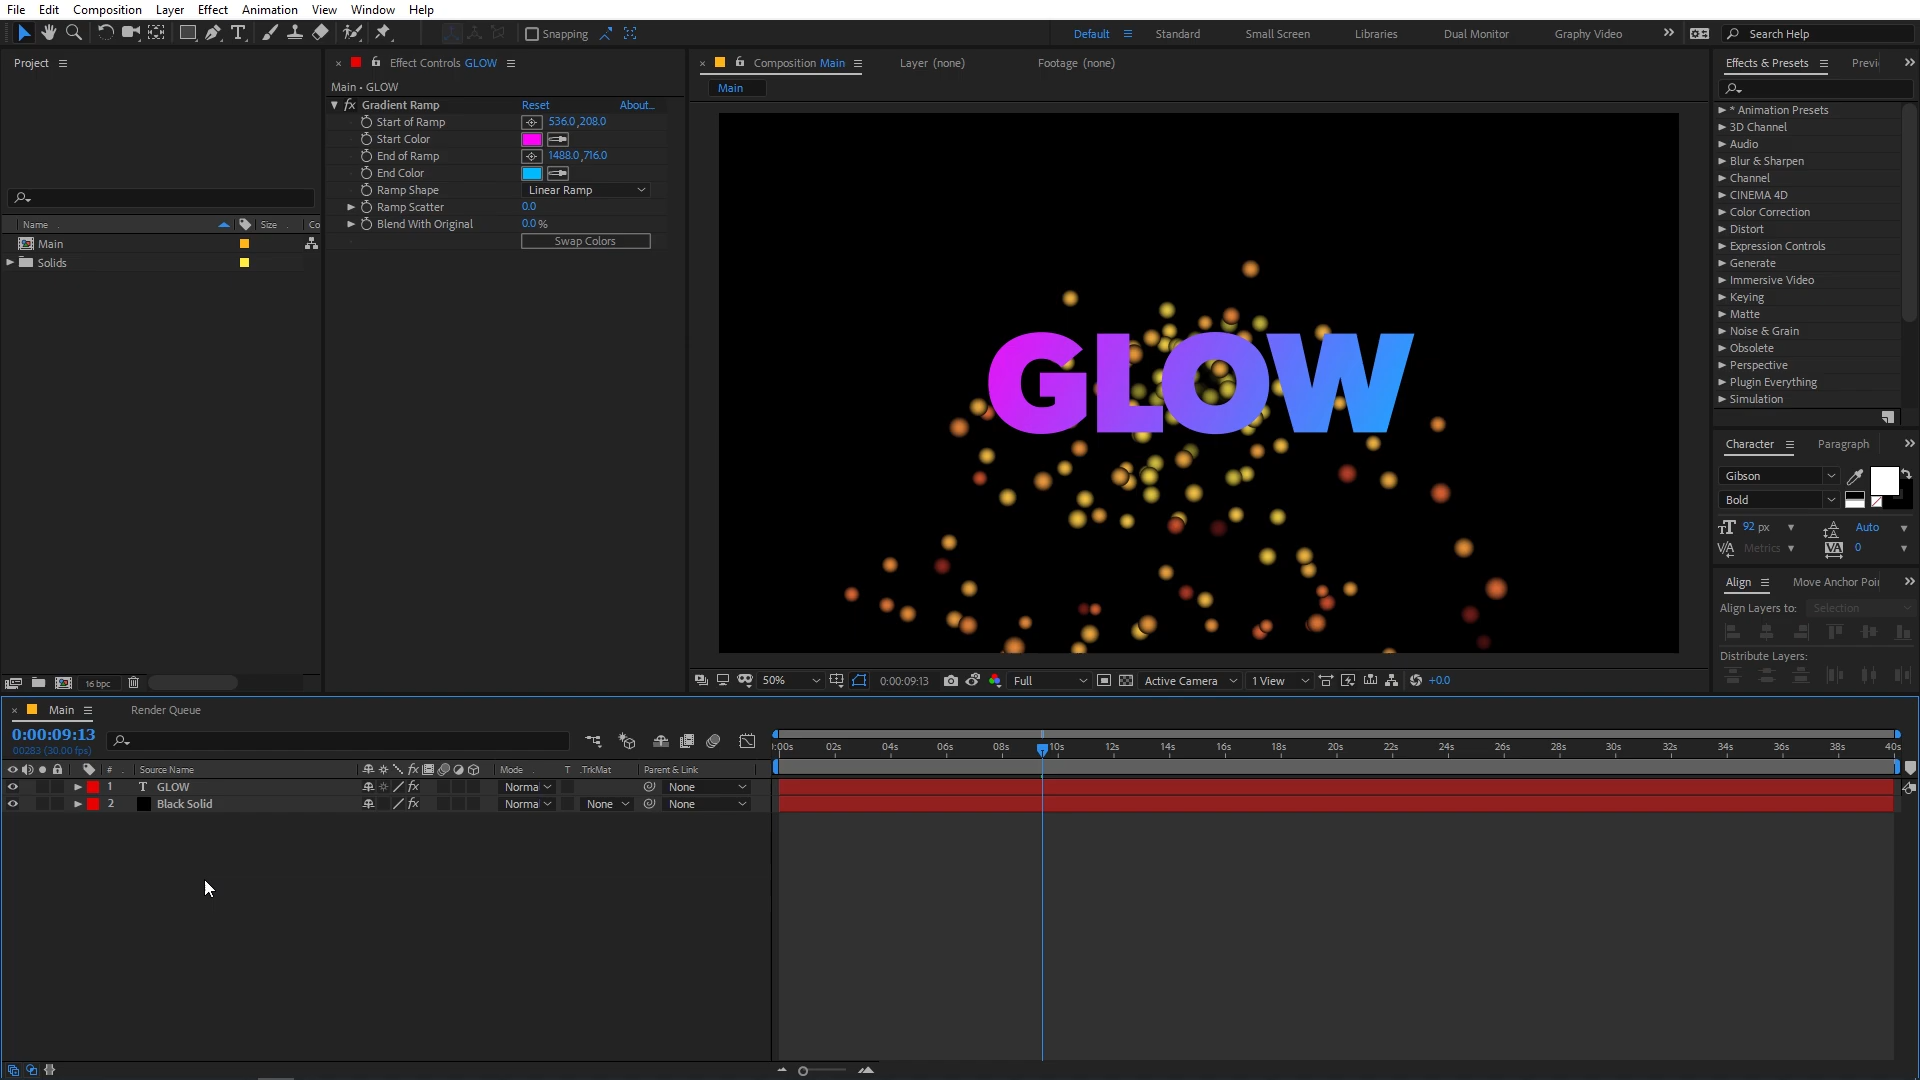 File Edit Composition Layer Effect Animation View Window Help
Snapping
Default Standard Small Screen Libraries Dual Monitor Graphy Video Search Help
Project
Effect Controls GLOW
Main • GLOW
Gradient Ramp Reset About...
Start of Ramp 536.0,208.0
Start Color
End of Ramp 1488.0,716.0
End Color
Ramp Shape Linear Ramp
Ramp Scatter 0.0
Blend With Original 0.0 %
Swap Colors
Name Size Co
Main
Solids
16 bpc
Composition Main Layer (none) Footage (none)
Main
GLOW
50% 0:00:09:13 Full Active Camera 1 View +0.0
Effects & Presets Previ
* Animation Presets
3D Channel
Audio
Blur & Sharpen
Channel
CINEMA 4D
Color Correction
Distort
Expression Controls
Generate
Immersive Video
Keying
Matte
Noise & Grain
Obsolete
Perspective
Plugin Everything
Simulation
Character Paragraph
Gibson
Bold
92 px Auto
Metrics 0
Align Move Anchor Poi
Align Layers to: Selection
Distribute Layers:
Main Render Queue
0:00:09:13
00283 (30.00 fps)
:00s 02s 04s 06s 08s 10s 12s 14s 16s 18s 20s 22s 24s 26s 28s 30s 32s 34s 36s 38s 40s
# Source Name Mode T .TrkMat Parent & Link
1 T GLOW Norma None
2 Black Solid Norma None None